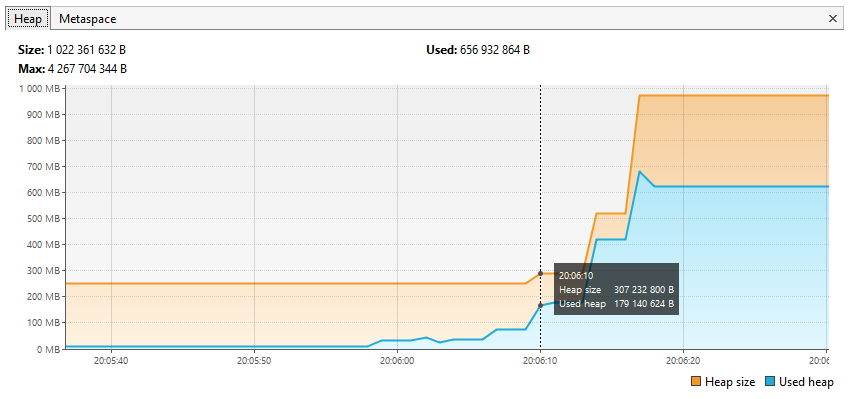 Heap Metaspace ×
Size: 1 022 361 632 B Used: 656 932 864 B
Max: 4 267 704 344 B
1 000 MB
900 MB
800 MB
700 MB
600 MB
500 MB
400 MB
300 MB
200 MB
100 MB
0 MB
20:06:10
Heap size 307 232 800 B
Used heap 179 140 624 B
20:05:40 20:05:50 20:06:00 20:06:10 20:06:20 20:06
Heap size Used heap